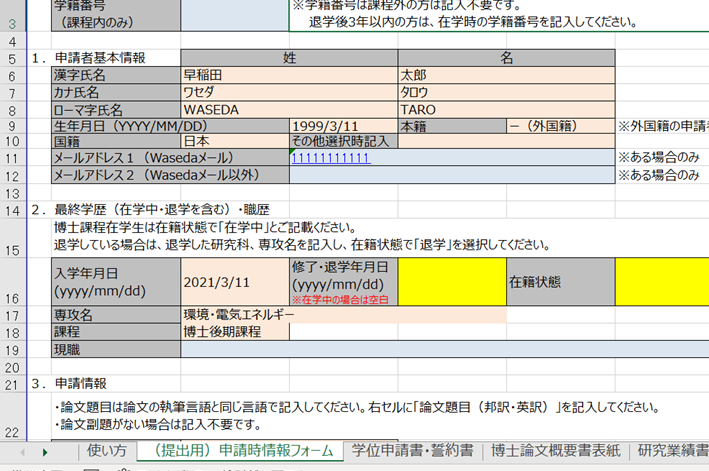 学籍番号
（課程内のみ）
※学籍番号は課程外の方は記入不要です。
退学後3年以内の方は、在学時の学籍番号を記入してください。
3
4
5 1．申請者基本情報 姓 名
6 漢字氏名 早稲田 太郎
7 カナ氏名 ワセダ タロウ
8 ローマ字氏名 WASEDA TARO
9 生年月日（YYYY/MM/DD） 1999/3/11 本籍 －（外国籍） ※外国籍の申請
10 国籍 日本 その他選択時記入
11 メールアドレス１（Wasedaメール） 11111111111 ※ある場合のみ
12 メールアドレス２（Wasedaメール以外） ※ある場合のみ
13
14 2．最終学歴（在学中・退学を含む）・職歴
博士課程在学生は在籍状態で「在学中」とご記載ください。
15 退学している場合は、退学した研究科、専攻名を記入し、在籍状態で「退学」を選択してください。
入学年月日
(yyyy/mm/dd)
2021/3/11
修了・退学年月日
(yyyy/mm/dd)
※在学中の場合は空白
在籍状態
16
17 専攻名 環境・電気エネルギー
18 課程 博士後期課程
19 現職
20
21 3．申請情報
・論文題目は論文の執筆言語と同じ言語で記入してください。右セルに「論文題目（邦訳・英訳）」を記入してください。
22 ・論文副題がない場合は記入不要です。
使い方 （提出用）申請時情報フォーム 学位申請書・誓約書 博士論文概要書表紙 研究業績書